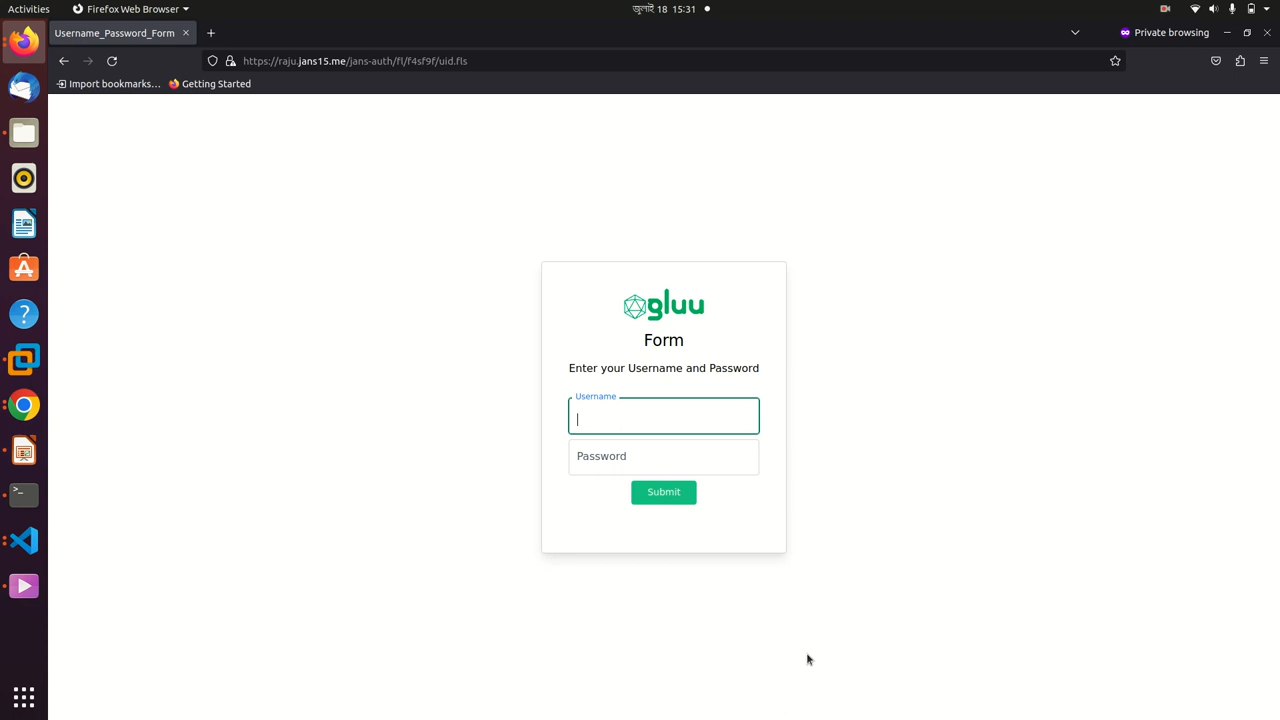 Activities
Firefox Web Browser
जुलाई 18 15:31
Username_Password_Form
Private browsing
https://raju.jans15.me/jans-auth/fl/f4sf9f/uid.fls
Import bookmarks…
Getting Started
gluu
Form
Enter your Username and Password
Username
Password
Submit